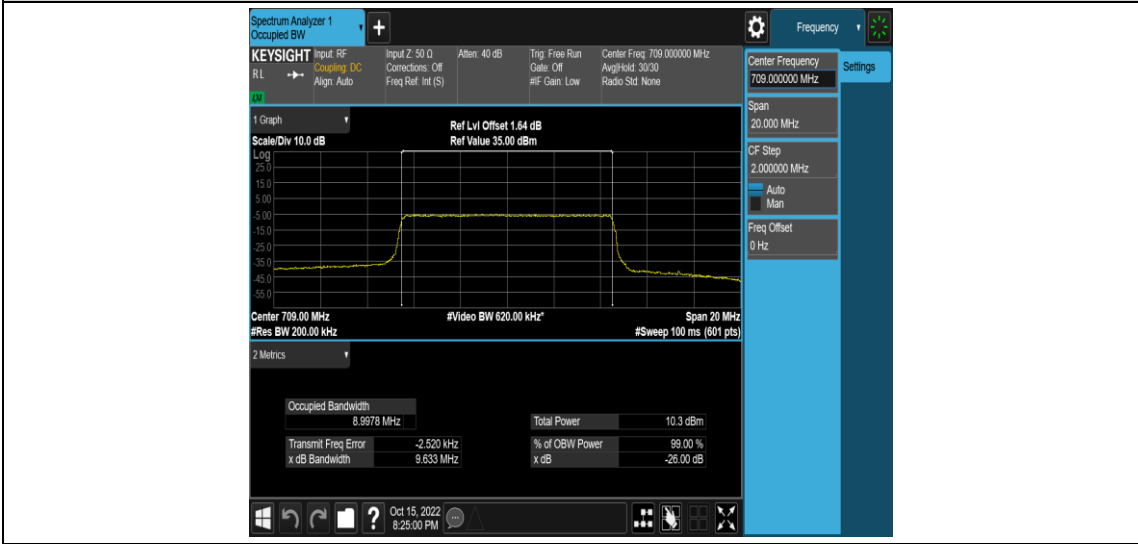 Spectrum Analyzer 1
Occupied BW
+
Frequency
KEYSIGHT
RL
Input: RF
Coupling: DC
Align: Auto
Input Z: 50 Ω
Corrections: Off
Freq Ref: Int (S)
Atten: 40 dB
Trig: Free Run
Gate: Off
#IF Gain: Low
Center Freq: 709.000000 MHz
Avg|Hold: 30/30
Radio Std: None
Center Frequency
709.000000 MHz
Settings
Span
20.000 MHz
CF Step
2.000000 MHz
Auto
Man
Freq Offset
0 Hz
1 Graph
Scale/Div 10.0 dB
Ref Lvl Offset 1.64 dB
Ref Value 35.00 dBm
Log
25.0
15.0
5.00
-5.00
-15.0
-25.0
-35.0
-45.0
-55.0
Center 709.00 MHz
#Video BW 620.00 kHz*
Span 20 MHz
#Res BW 200.00 kHz
#Sweep 100 ms (601 pts)
2 Metrics
Occupied Bandwidth
8.9978 MHz
Total Power 10.3 dBm
Transmit Freq Error -2.520 kHz
% of OBW Power 99.00 %
x dB Bandwidth 9.633 MHz
x dB -26.00 dB
?
Oct 15, 2022
8:25:00 PM